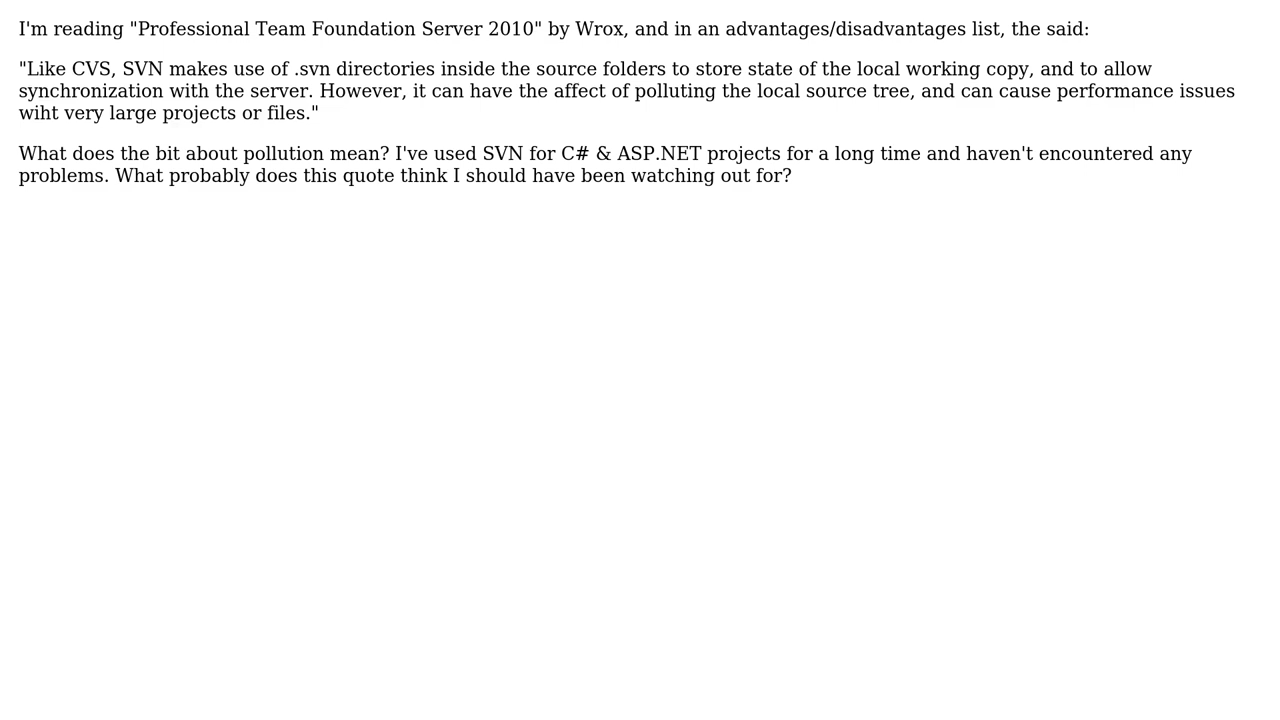 I'm reading "Professional Team Foundation Server 2010" by Wrox, and in an advantages/disadvantages list, the said:
"Like CVS, SVN makes use of .svn directories inside the source folders to store state of the local working copy, and to allow
synchronization with the server. However, it can have the affect of polluting the local source tree, and can cause performance issues
wiht very large projects or files."
What does the bit about pollution mean? I've used SVN for C# & ASP.NET projects for a long time and haven't encountered any
problems. What probably does this quote think I should have been watching out for?